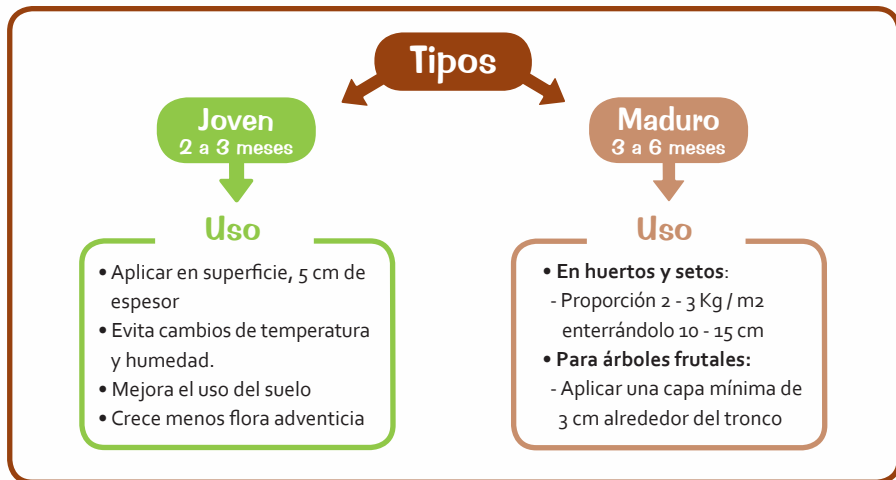 Tipos
Joven
2 a 3 meses
Uso
• Aplicar en superficie, 5 cm de
espesor
• Evita cambios de temperatura
y humedad.
• Mejora el uso del suelo
• Crece menos flora adventicia
Maduro
3 a 6 meses
Uso
• En huertos y setos:
- Proporción 2 - 3 Kg / m2
enterrándolo 10 - 15 cm
• Para árboles frutales:
- Aplicar una capa mínima de
3 cm alrededor del tronco